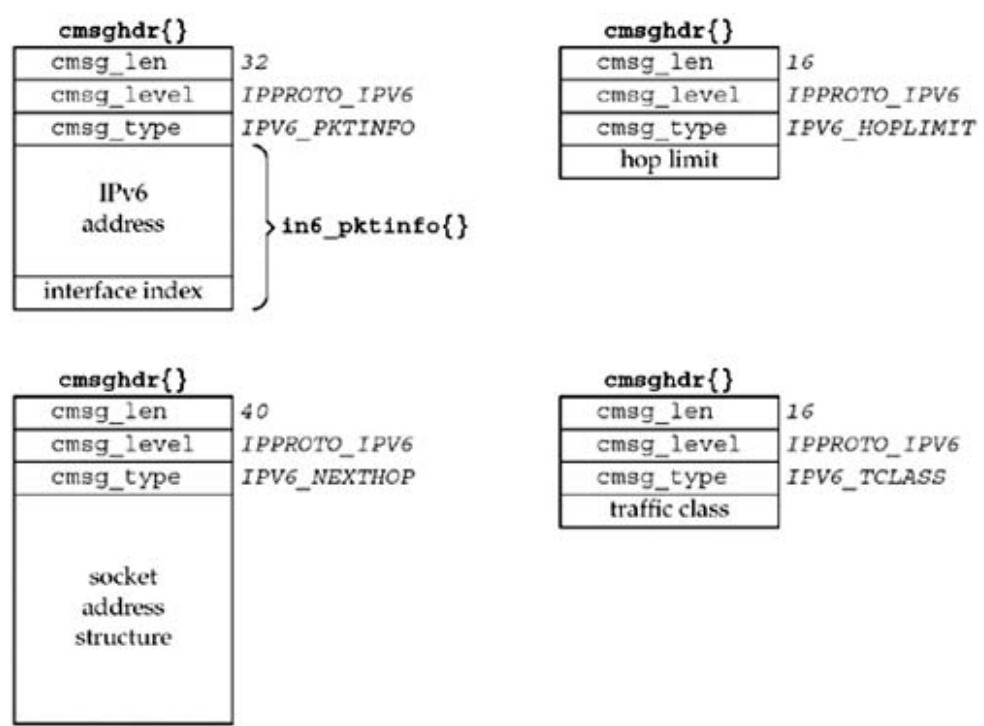 cmsghdr{}
cmsg_len 32
cmsg_level IPPROTO_IPV6
cmsg_type IPV6_PKTINFO
IPv6
address
in6_pktinfo{}
interface index
cmsghdr{}
cmsg_len 16
cmsg_level IPPROTO_IPV6
cmsg_type IPV6_HOPLIMIT
hop limit
cmsghdr{}
cmsg_len 40
cmsg_level IPPROTO_IPV6
cmsg_type IPV6_NEXTHOP
socket
address
structure
cmsghdr{}
cmsg_len 16
cmsg_level IPPROTO_IPV6
cmsg_type IPV6_TCLASS
traffic class